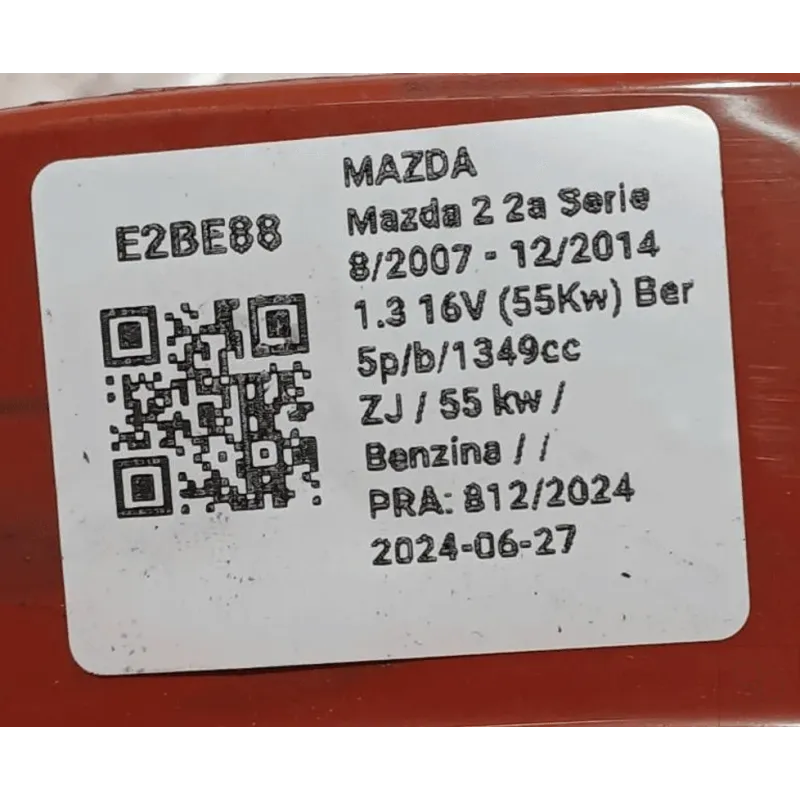 E2BE88
MAZDA
Mazda 2 2a Serie
8/2007 - 12/2014
1.3 16V (55Kw) Ber
5p/b/1349cc
ZJ / 55 kw /
Benzina / /
PRA: 812/2024
2024-06-27